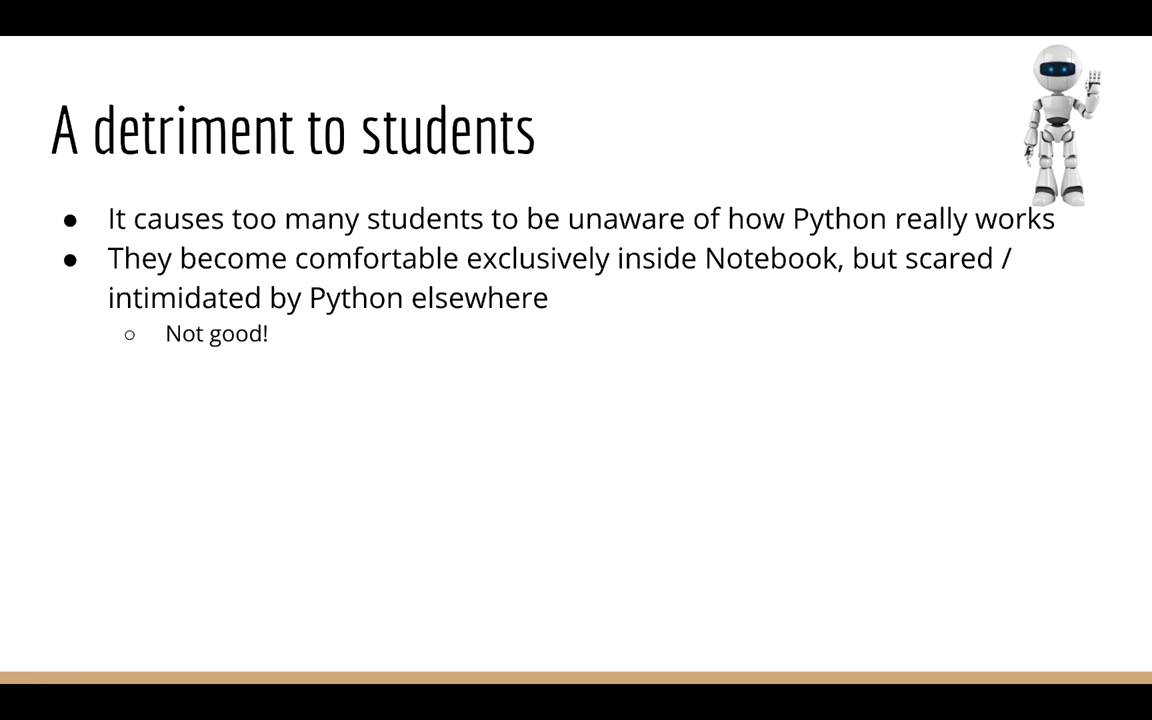 A detriment to students
● It causes too many students to be unaware of how Python really works
● They become comfortable exclusively inside Notebook, but scared /
intimidated by Python elsewhere
○ Not good!